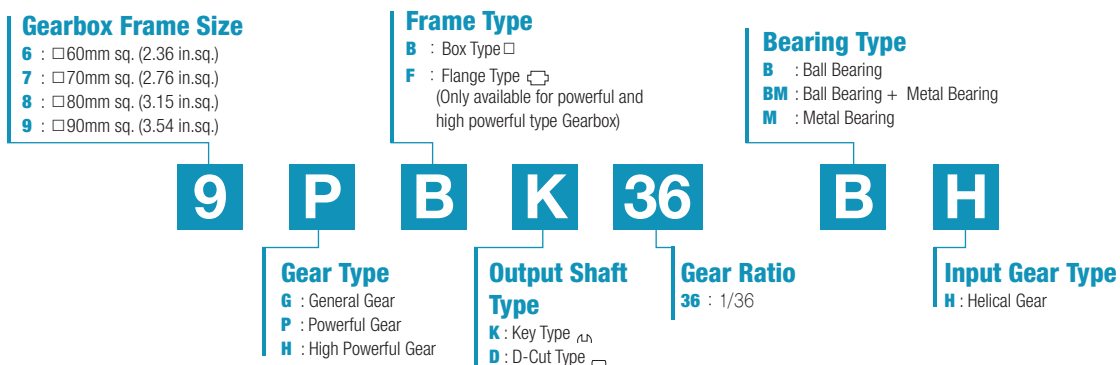 Gearbox Frame Size
6 : □60mm sq. (2.36 in.sq.)
7 : □70mm sq. (2.76 in.sq.)
8 : □80mm sq. (3.15 in.sq.)
9 : □90mm sq. (3.54 in.sq.)
Frame Type
B : Box Type □
F : Flange Type
(Only available for powerful and
high powerful type Gearbox)
Bearing Type
B : Ball Bearing
BM : Ball Bearing + Metal Bearing
M : Metal Bearing
9 P B K 36 B H
Gear Type
G : General Gear
P : Powerful Gear
H : High Powerful Gear
Output Shaft
Type
K : Key Type
D : D-Cut Type
Gear Ratio
36 : 1/36
Input Gear Type
H : Helical Gear